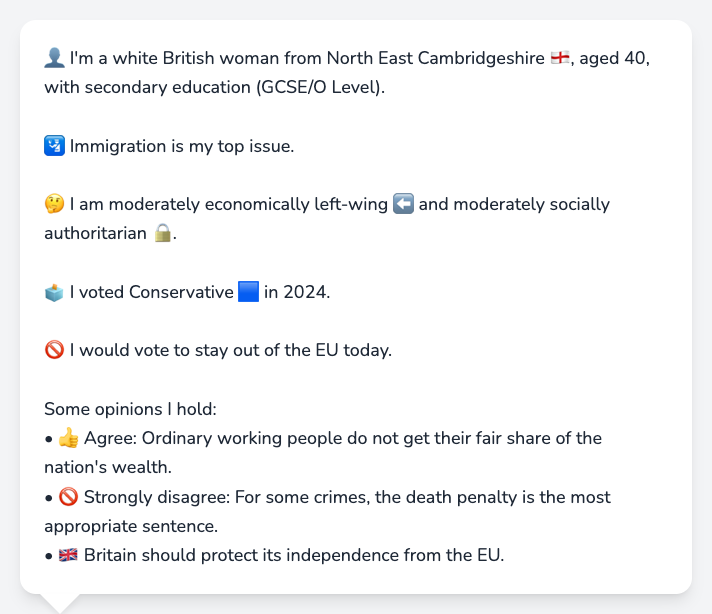 👤 I'm a white British woman from North East Cambridgeshire 🏴󠁧󠁢󠁥󠁮󠁧󠁿, aged 40,
with secondary education (GCSE/O Level).
🛂 Immigration is my top issue.
🤔 I am moderately economically left-wing ⬅️ and moderately socially
authoritarian 🔒.
🗳️ I voted Conservative 🟦 in 2024.
🚫 I would vote to stay out of the EU today.
Some opinions I hold:
• 👍 Agree: Ordinary working people do not get their fair share of the
nation's wealth.
• 🚫 Strongly disagree: For some crimes, the death penalty is the most
appropriate sentence.
• 🇬🇧 Britain should protect its independence from the EU.